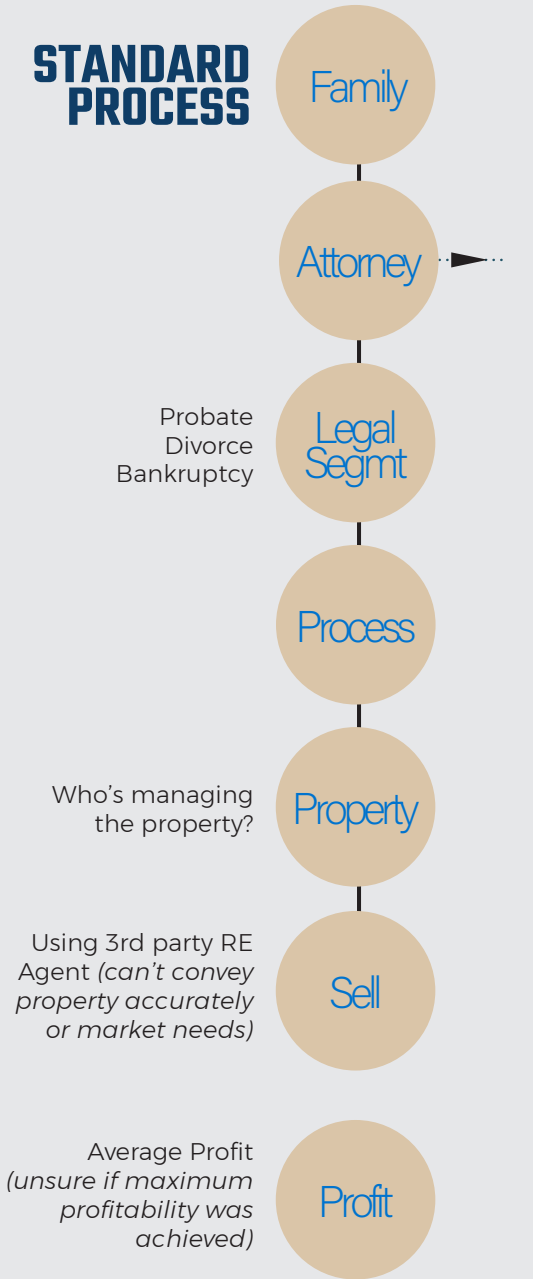 STANDARD
PROCESS
Family
Attorney
Probate
Divorce
Bankruptcy
Legal
Segmt
Process
Who’s managing
the property?
Property
Using 3rd party RE
Agent (can’t convey
property accurately
or market needs)
Sell
Average Profit
(unsure if maximum
profitability was
achieved)
Profit